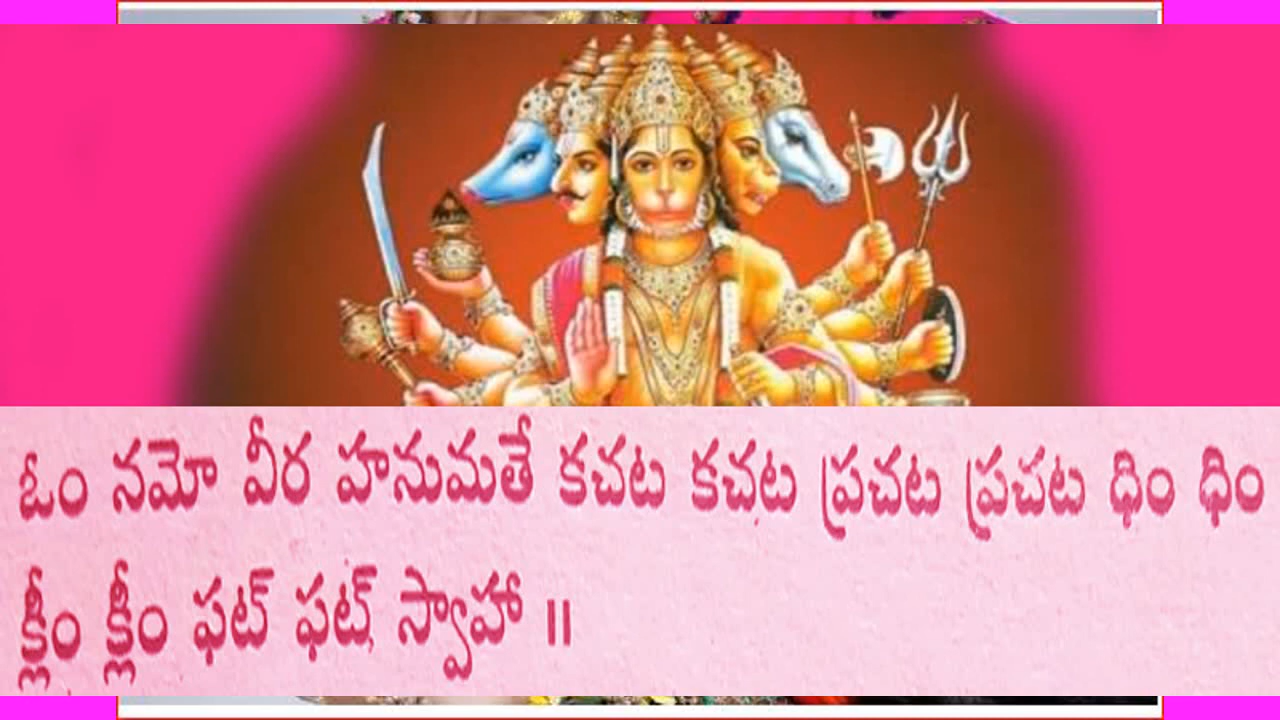 ఓం నమో వీర హనుమతే కచట కచట ప్రచట ప్రచట ధిం ధిం
క్లీం క్లీం ఫట్ ఫట్ స్వాహా ||